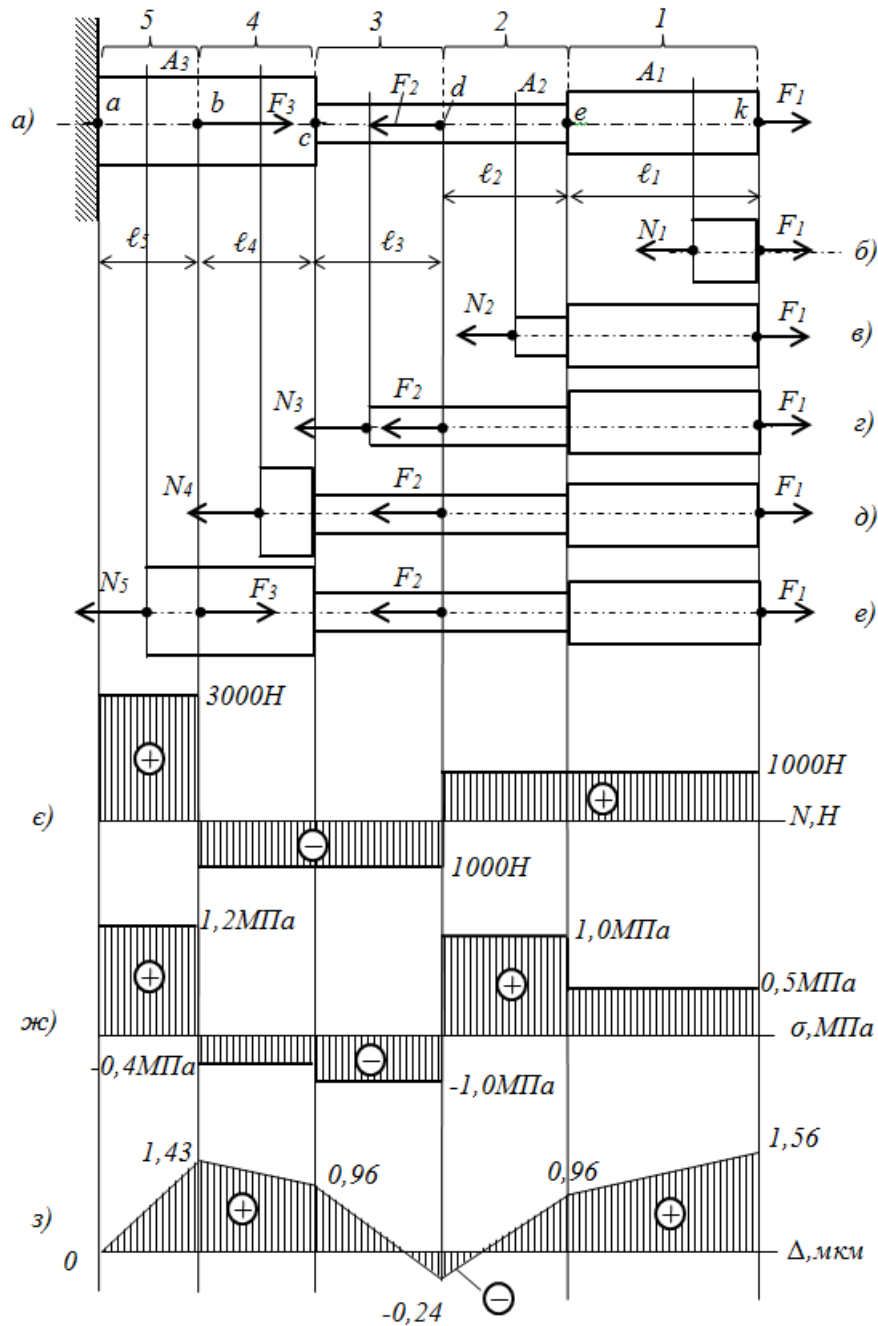 5 4 3 2 1
A3 F2 A2 A1 F1
а) a b F3 c d e k
ℓ2 ℓ1
ℓ5 ℓ4 ℓ3 N1 F1 б)
N2 F1 в)
N3 F2 F1 г)
N4 F2 F1 д)
N5 F3 F2 F1 е)
3000Н
+ 1000Н
є) + N,Н
− 1000Н
1,2МПа 1,0МПа
+ + 0,5МПа
ж) σ,МПа
-0,4МПа − -1,0МПа
1,43 0,96 0,96 1,56
з) + +
0 Δ,мкм
-0,24 −